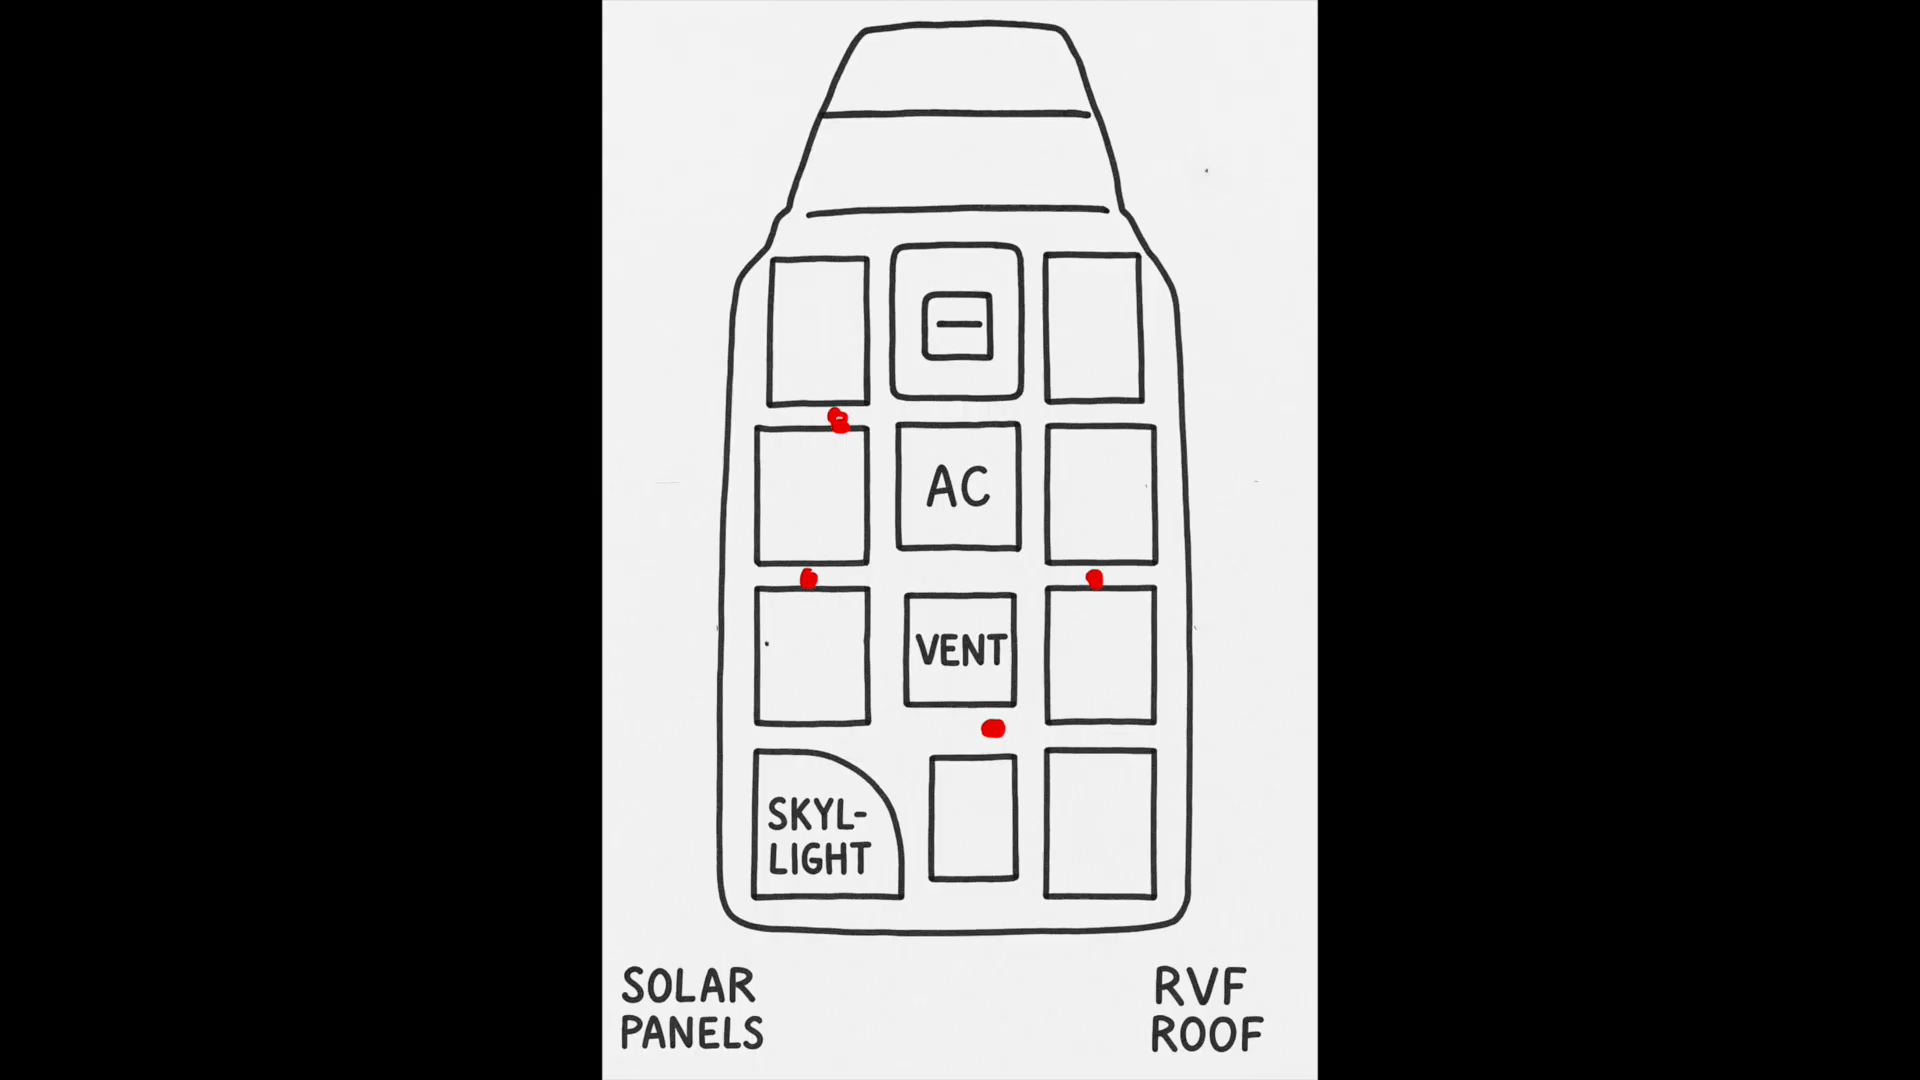 AC
VENT
SKYL-
LIGHT
SOLAR
PANELS
RVF
ROOF